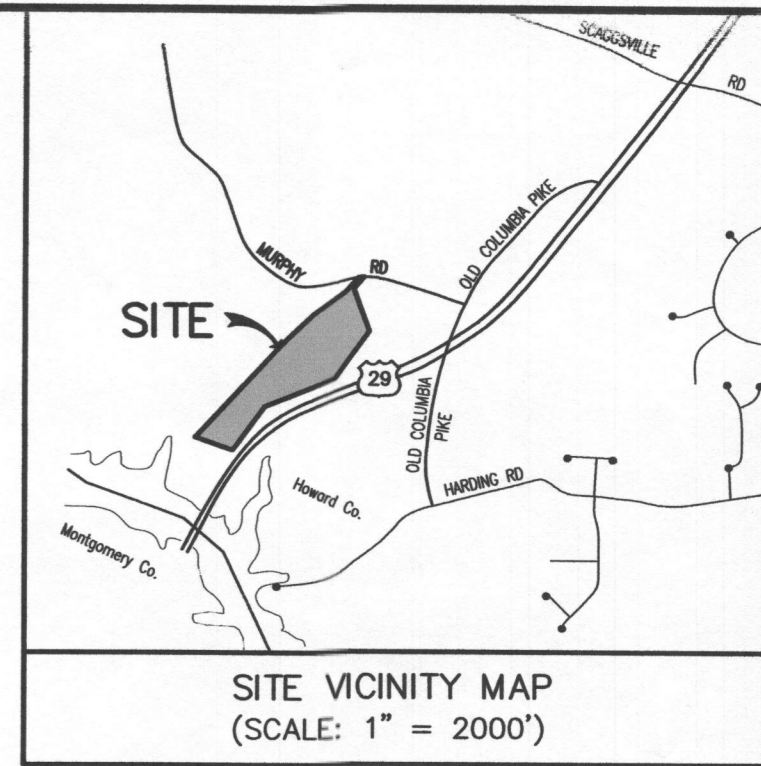 SCAGGSVILLE
RD
OLD COLUMBIA PIKE
MURPHY
RD
SITE
29
OLD COLUMBIA
PIKE
HARDING RD
Howard Co.
Montgomery Co.
SITE VICINITY MAP
(SCALE: 1" = 2000')